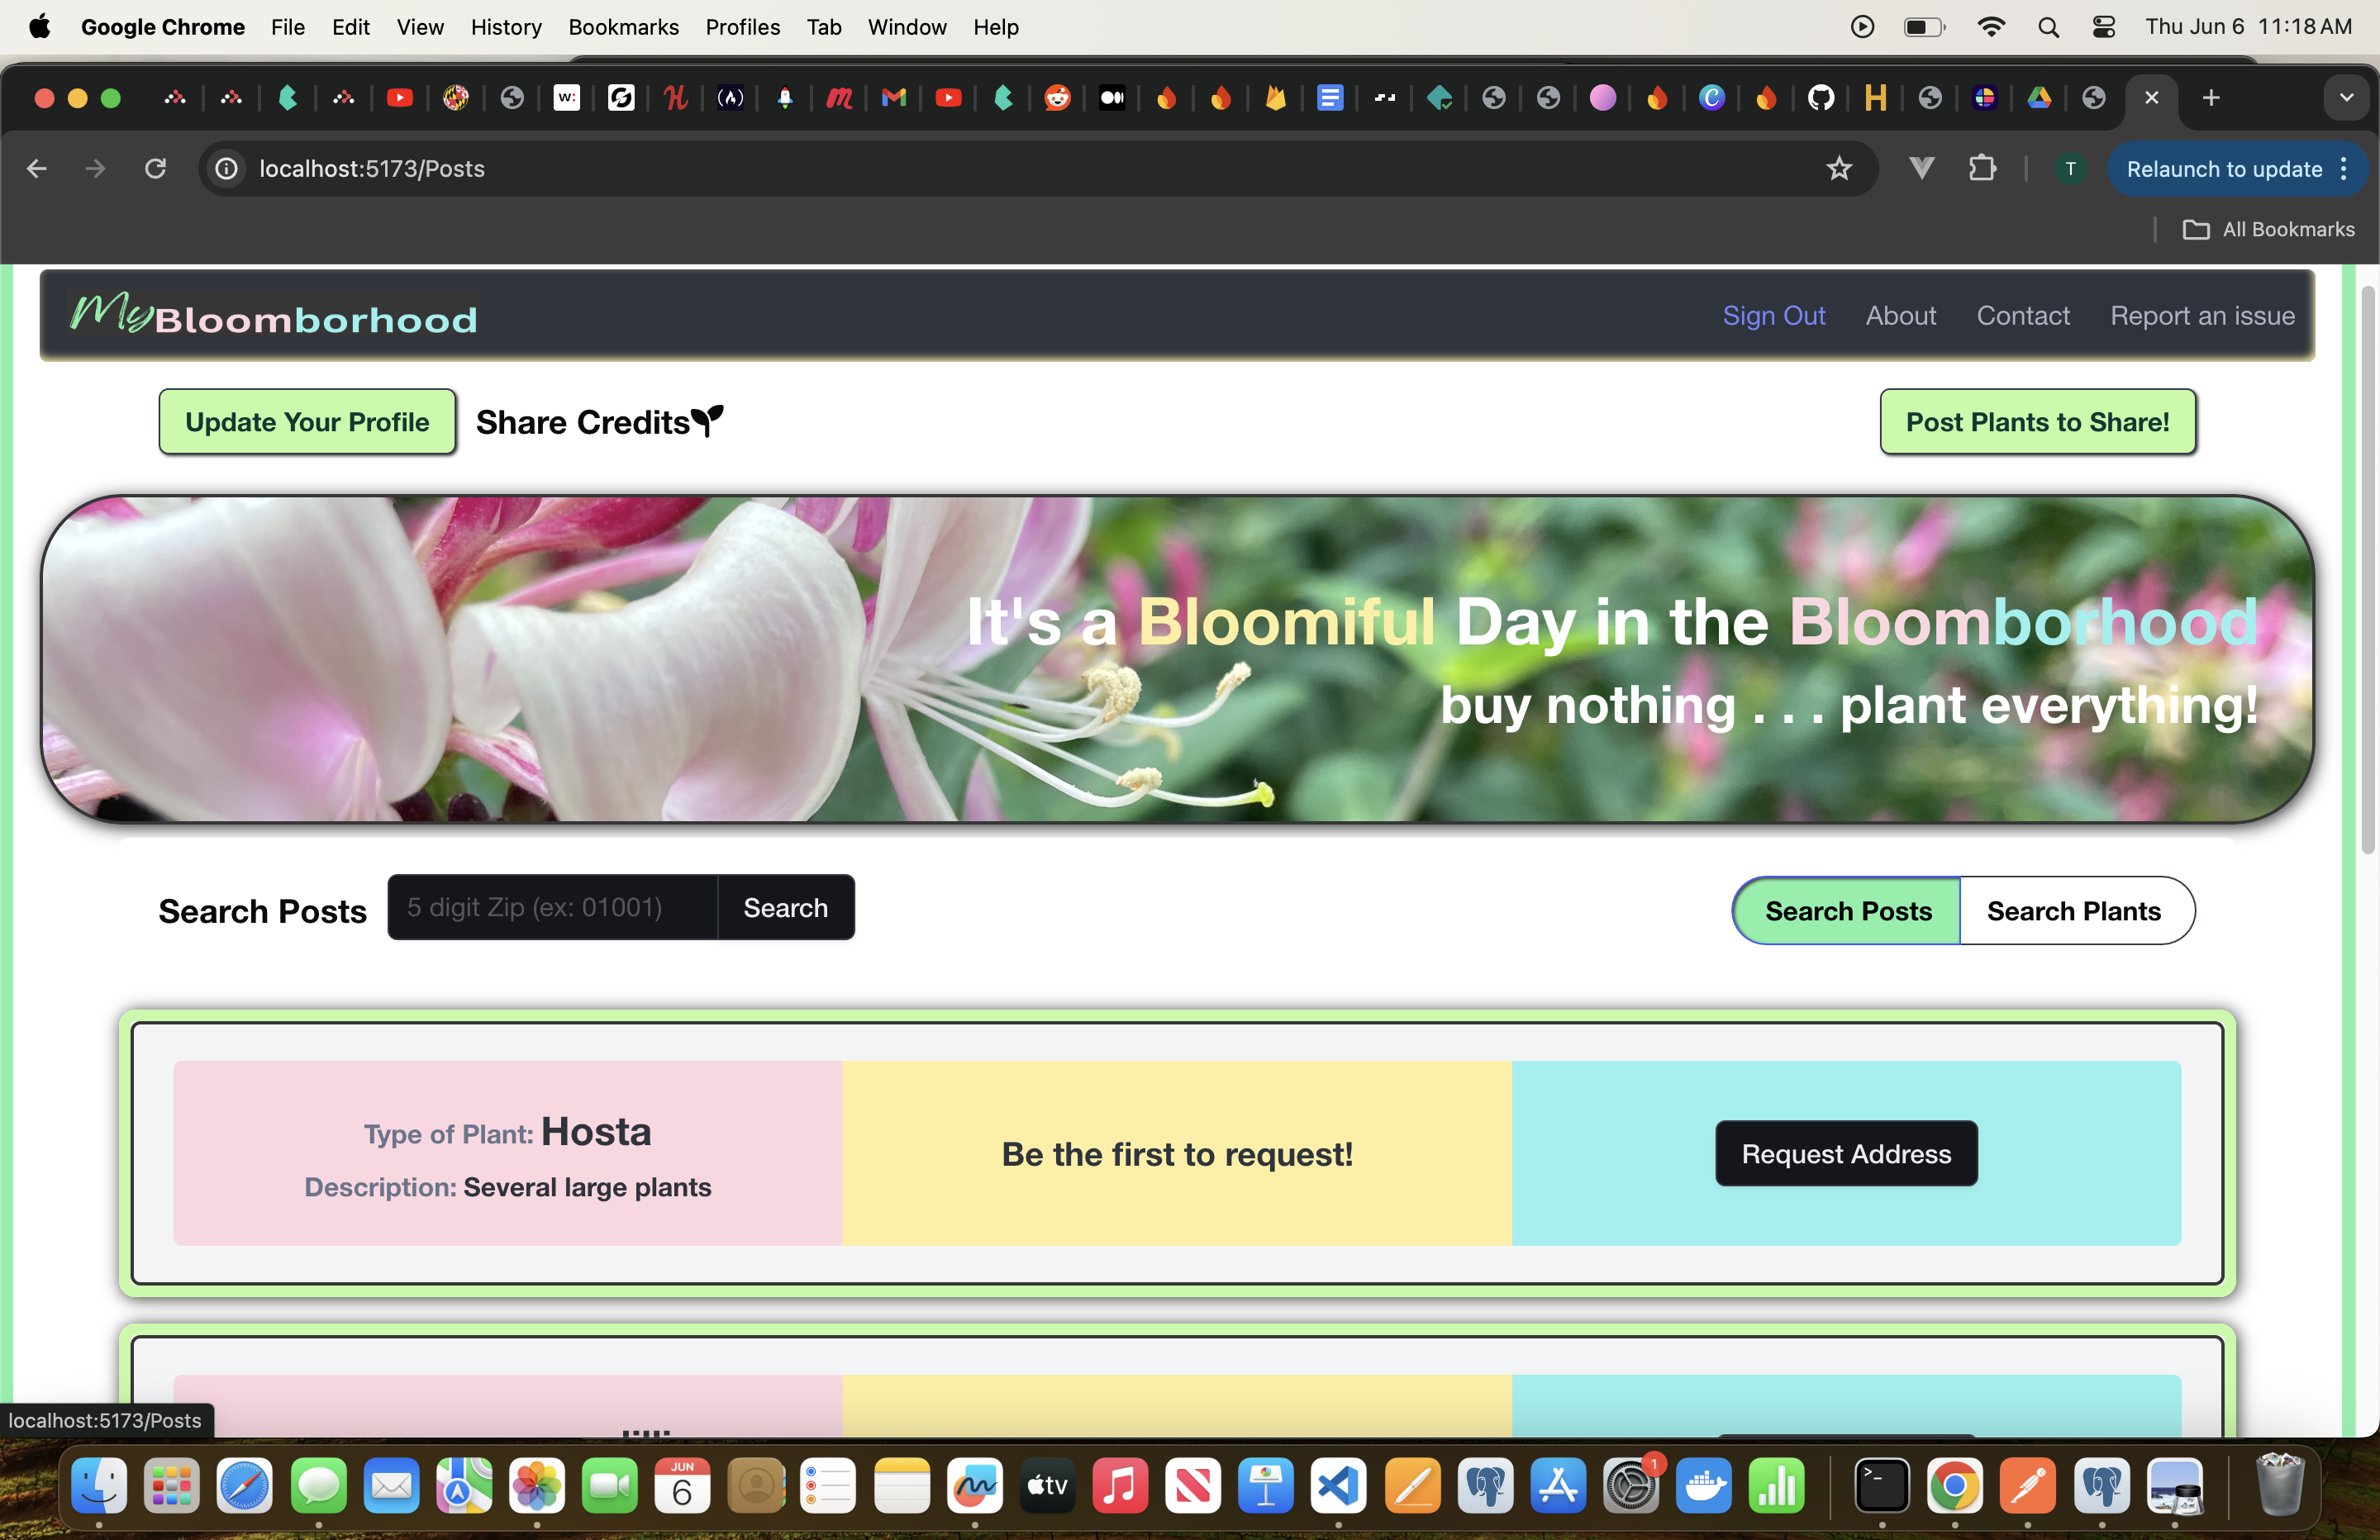 Google Chrome File Edit View History Bookmarks Profiles Tab Window Help Thu Jun 6 11:18 AM
localhost:5173/Posts T Relaunch to update
All Bookmarks
MyBloomborhood Sign Out About Contact Report an issue
Update Your Profile Share Credits Post Plants to Share!
It's a Bloomiful Day in the Bloomborhood
buy nothing . . . plant everything!
Search Posts 5 digit Zip (ex: 01001) Search Search Posts Search Plants
Type of Plant: Hosta
Description: Several large plants
Be the first to request!
Request Address
localhost:5173/Posts
JUN
6
tv
1